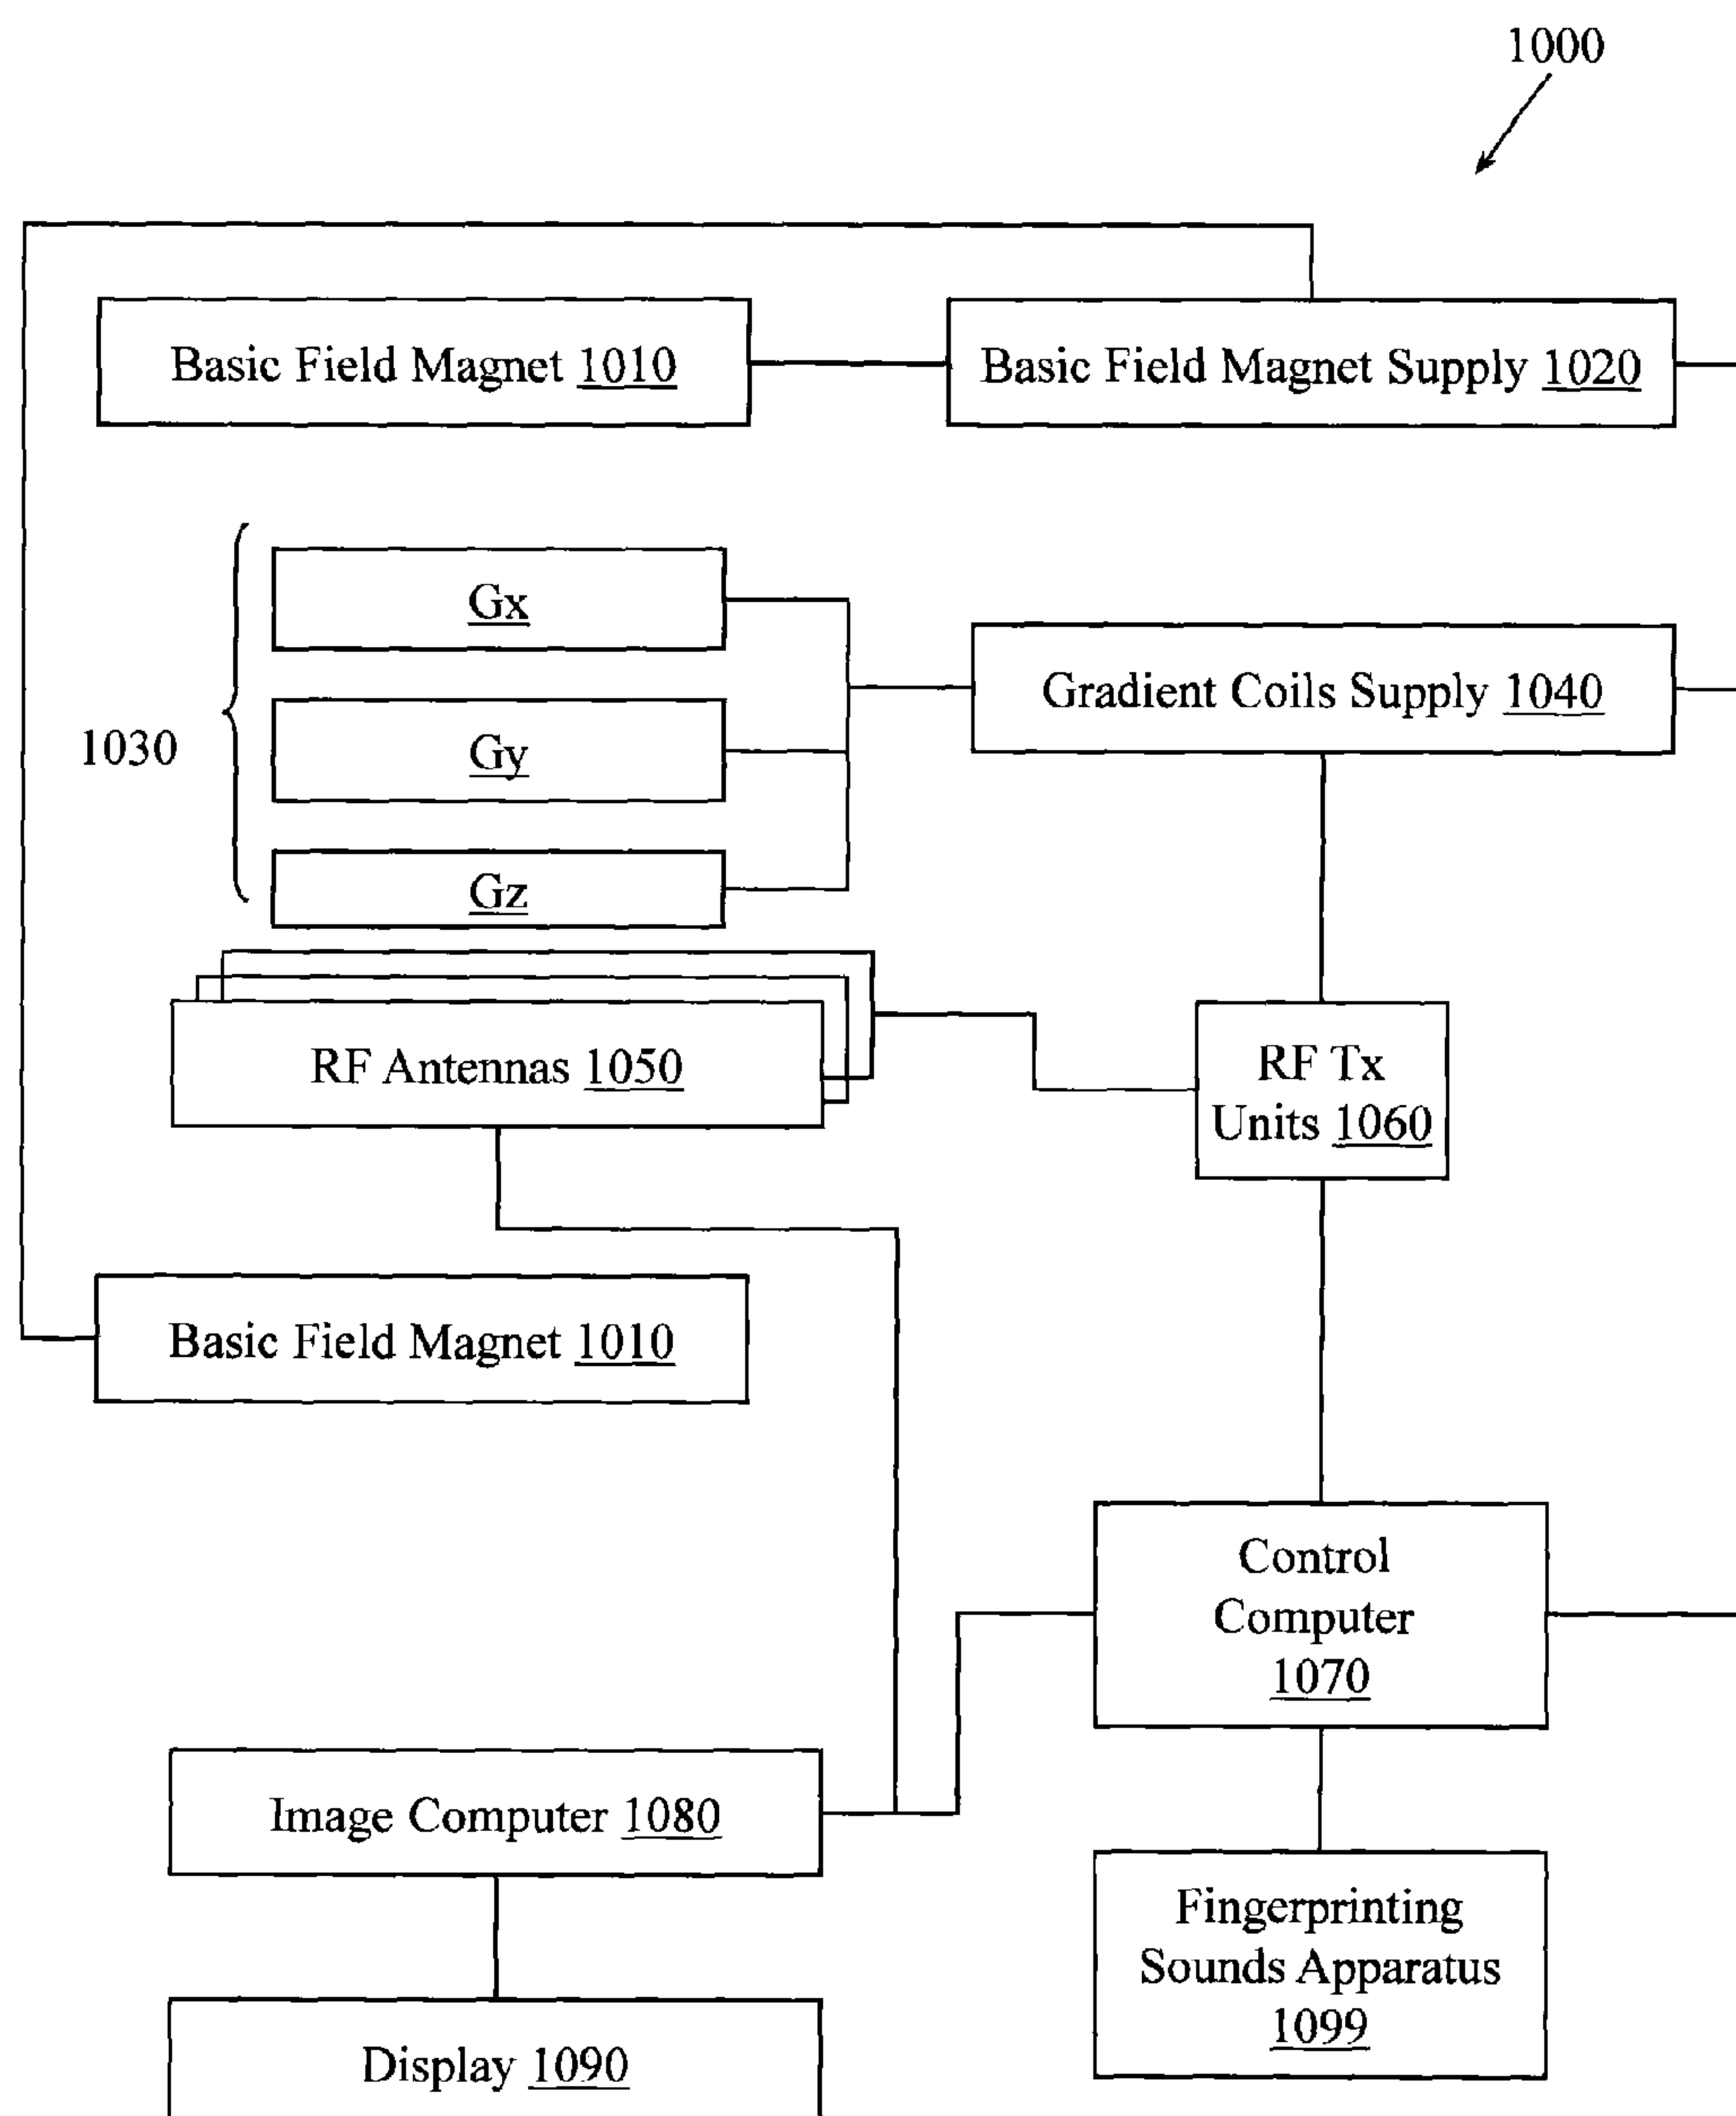 1000
Basic Field Magnet 1010
Basic Field Magnet Supply 1020
Gx
Gradient Coils Supply 1040
1030
Gy
Gz
RF Antennas 1050
RF Tx
Units 1060
Basic Field Magnet 1010
Control
Computer
1070
Image Computer 1080
Fingerprinting
Sounds Apparatus
1099
Display 1090